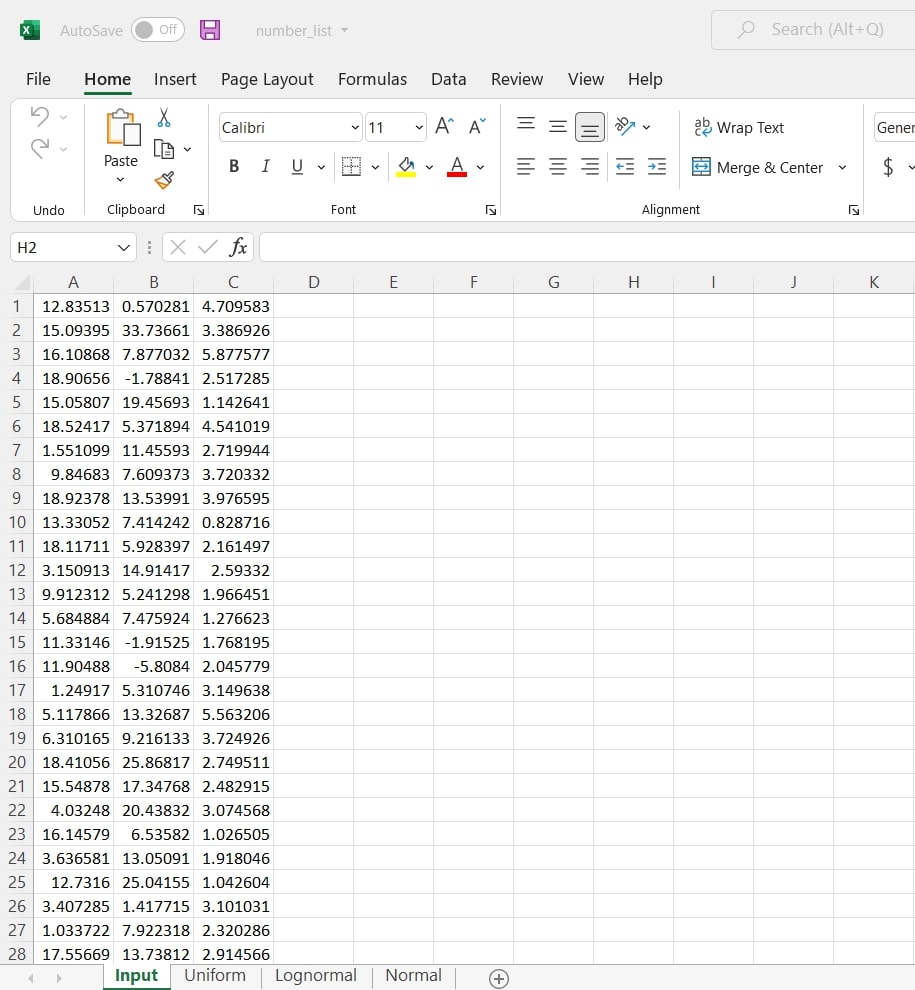 AutoSave Off number_list Search (Alt+Q)
File Home Insert Page Layout Formulas Data Review View Help
Calibri 11 Wrap Text Gener
Paste B I U A Merge & Center $
Undo Clipboard Font Alignment
H2 fx
A B C D E F G H I J K
1 12.83513 0.570281 4.709583
2 15.09395 33.73661 3.386926
3 16.10868 7.877032 5.877577
4 18.90656 -1.78841 2.517285
5 15.05807 19.45693 1.142641
6 18.52417 5.371894 4.541019
7 1.551099 11.45593 2.719944
8 9.84683 7.609373 3.720332
9 18.92378 13.53991 3.976595
10 13.33052 7.414242 0.828716
11 18.11711 5.928397 2.161497
12 3.150913 14.91417 2.59332
13 9.912312 5.241298 1.966451
14 5.684884 7.475924 1.276623
15 11.33146 -1.91525 1.768195
16 11.90488 -5.8084 2.045779
17 1.24917 5.310746 3.149638
18 5.117866 13.32687 5.563206
19 6.310165 9.216133 3.724926
20 18.41056 25.86817 2.749511
21 15.54878 17.34768 2.482915
22 4.03248 20.43832 3.074568
23 16.14579 6.53582 1.026505
24 3.636581 13.05091 1.918046
25 12.7316 25.04155 1.042604
26 3.407285 1.417715 3.101031
27 1.033722 7.922318 2.320286
28 17.55669 13.73812 2.914566
Input Uniform Lognormal Normal